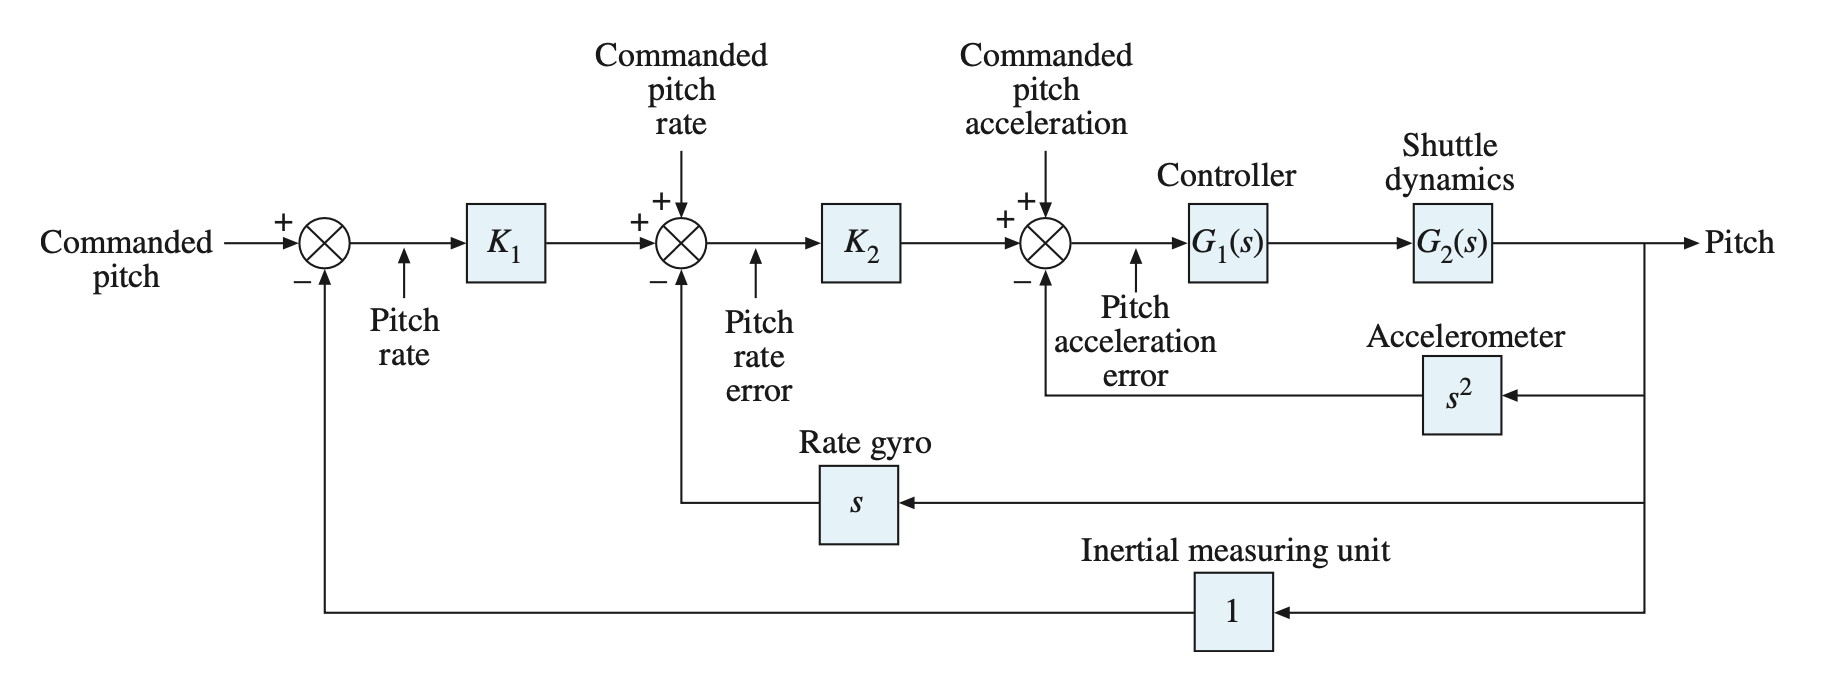 Commanded
pitch
rate
Commanded
pitch
acceleration
Controller
Shuttle
dynamics
Commanded
pitch
+
−
Pitch
rate
K₁
+
+
−
Pitch
rate
error
K₂
+
+
−
Pitch
acceleration
error
G₁(s)
G₂(s)
Pitch
Accelerometer
s²
Rate gyro
s
Inertial measuring unit
1